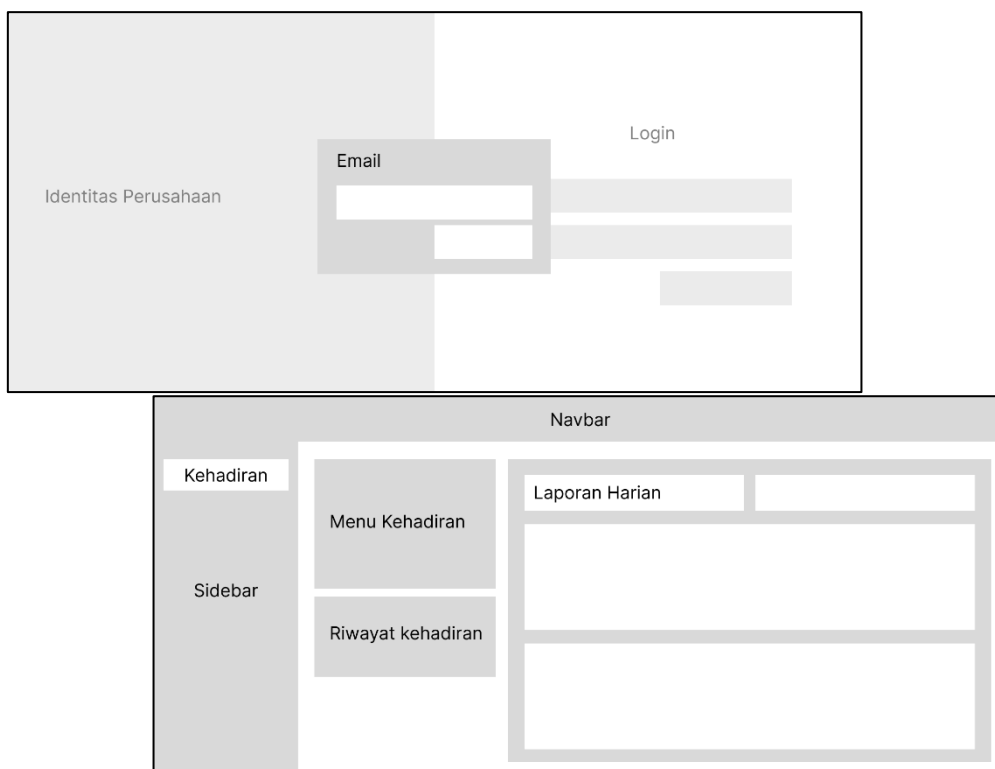 Login
Email
Identitas Perusahaan
Navbar
Kehadiran
Laporan Harian
Menu Kehadiran
Sidebar
Riwayat kehadiran